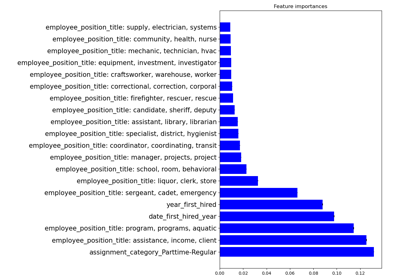 Feature importances
employee_position_title: supply, electrician, systems
employee_position_title: community, health, nurse
employee_position_title: mechanic, technician, hvac
employee_position_title: equipment, investment, investigator
employee_position_title: craftsworker, warehouse, worker
employee_position_title: correctional, correction, corporal
employee_position_title: firefighter, rescuer, rescue
employee_position_title: candidate, sheriff, deputy
employee_position_title: assistant, library, librarian
employee_position_title: specialist, district, hygienist
employee_position_title: coordinator, coordinating, transit
employee_position_title: manager, projects, project
employee_position_title: school, room, behavioral
employee_position_title: liquor, clerk, store
employee_position_title: sergeant, cadet, emergency
year_first_hired
date_first_hired_year
employee_position_title: program, programs, aquatic
employee_position_title: assistance, income, client
assignment_category_Parttime-Regular
0.00 0.02 0.04 0.06 0.08 0.10 0.12